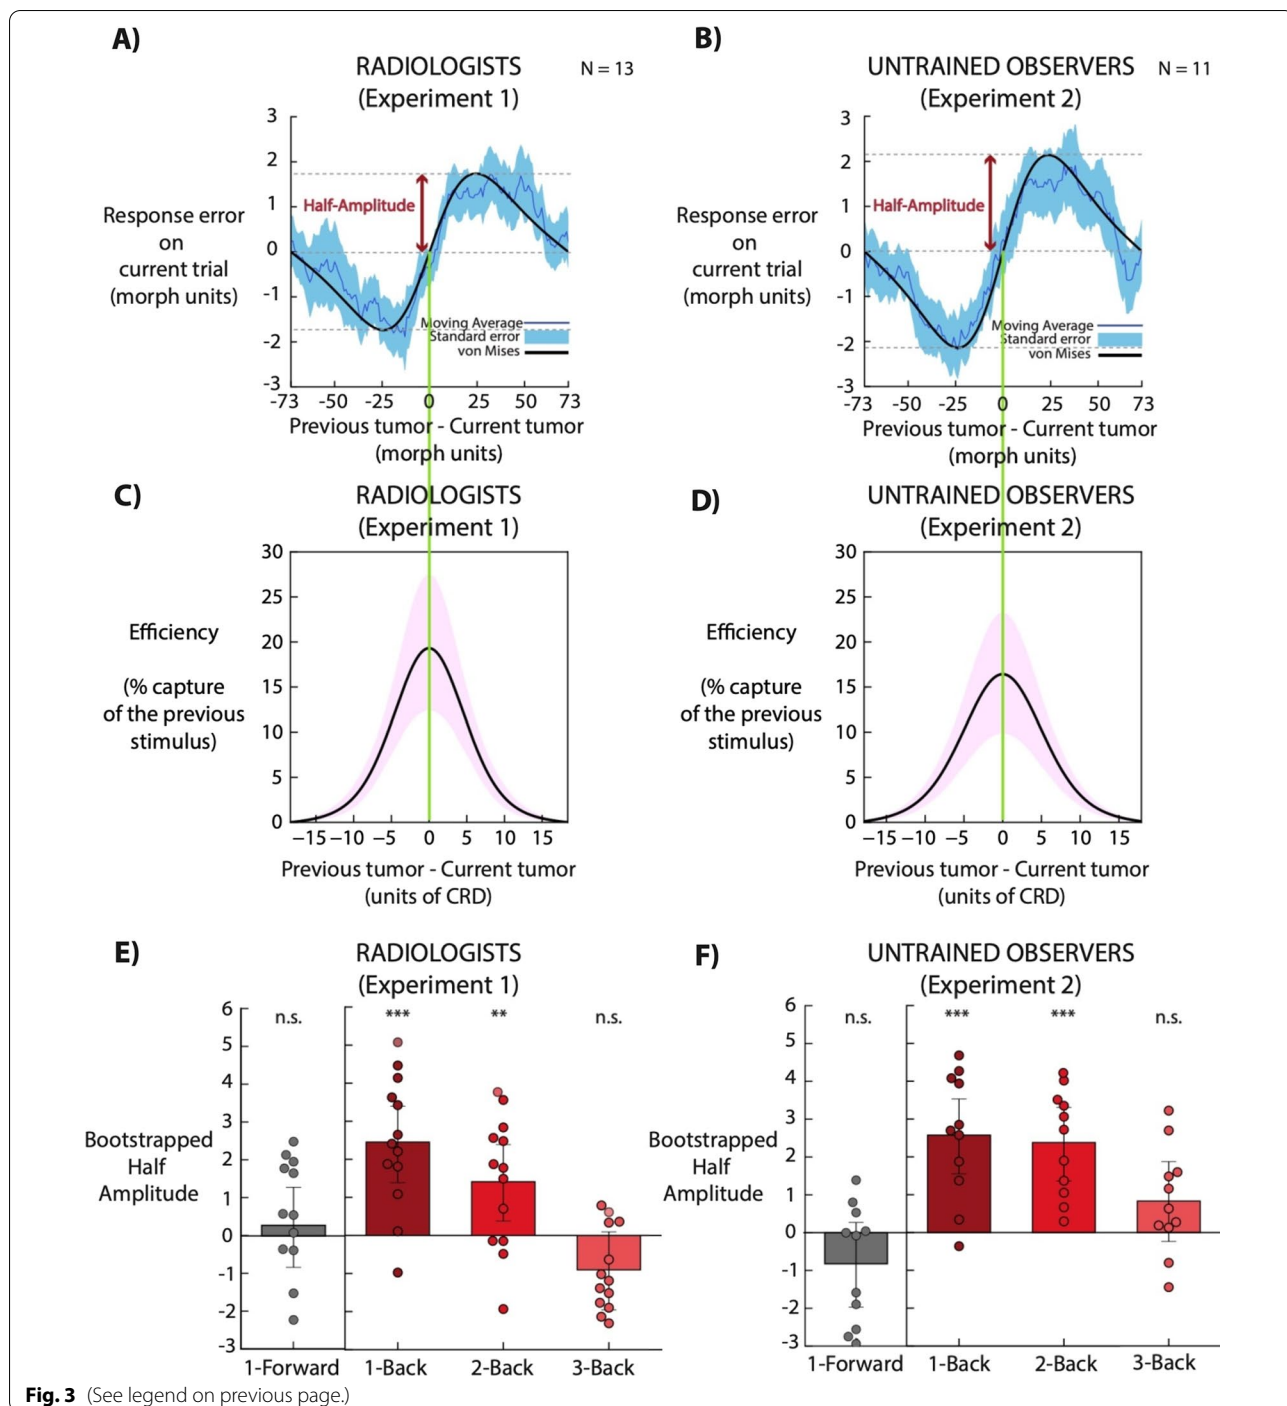 A)
RADIOLOGISTS
(Experiment 1)
N = 13
Response error
on
current trial
(morph units)
3
2
1
0
-1
-2
-3
Half-Amplitude
Moving Average
Standard error
von Mises
-73 -50 -25 0 25 50 73
Previous tumor - Current tumor
(morph units)
B)
UNTRAINED OBSERVERS
(Experiment 2)
N = 11
Response error
on
current trial
(morph units)
3
2
1
0
-1
-2
-3
Half-Amplitude
Moving Average
Standard error
von Mises
-73 -50 -25 0 25 50 73
Previous tumor - Current tumor
(morph units)
C)
RADIOLOGISTS
(Experiment 1)
Efficiency
(% capture
of the previous
stimulus)
30
25
20
15
10
5
0
−15 −10 −5 0 5 10 15
Previous tumor - Current tumor
(units of CRD)
D)
UNTRAINED OBSERVERS
(Experiment 2)
Efficiency
(% capture
of the previous
stimulus)
30
25
20
15
10
5
0
−15 −10 −5 0 5 10 15
Previous tumor - Current tumor
(units of CRD)
E)
RADIOLOGISTS
(Experiment 1)
n.s. *** ** n.s.
Bootstrapped
Half
Amplitude
6
5
4
3
2
1
0
-1
-2
-3
1-Forward 1-Back 2-Back 3-Back
F)
UNTRAINED OBSERVERS
(Experiment 2)
n.s. *** *** n.s.
Bootstrapped
Half
Amplitude
6
5
4
3
2
1
0
-1
-2
-3
1-Forward 1-Back 2-Back 3-Back
Fig. 3 (See legend on previous page.)